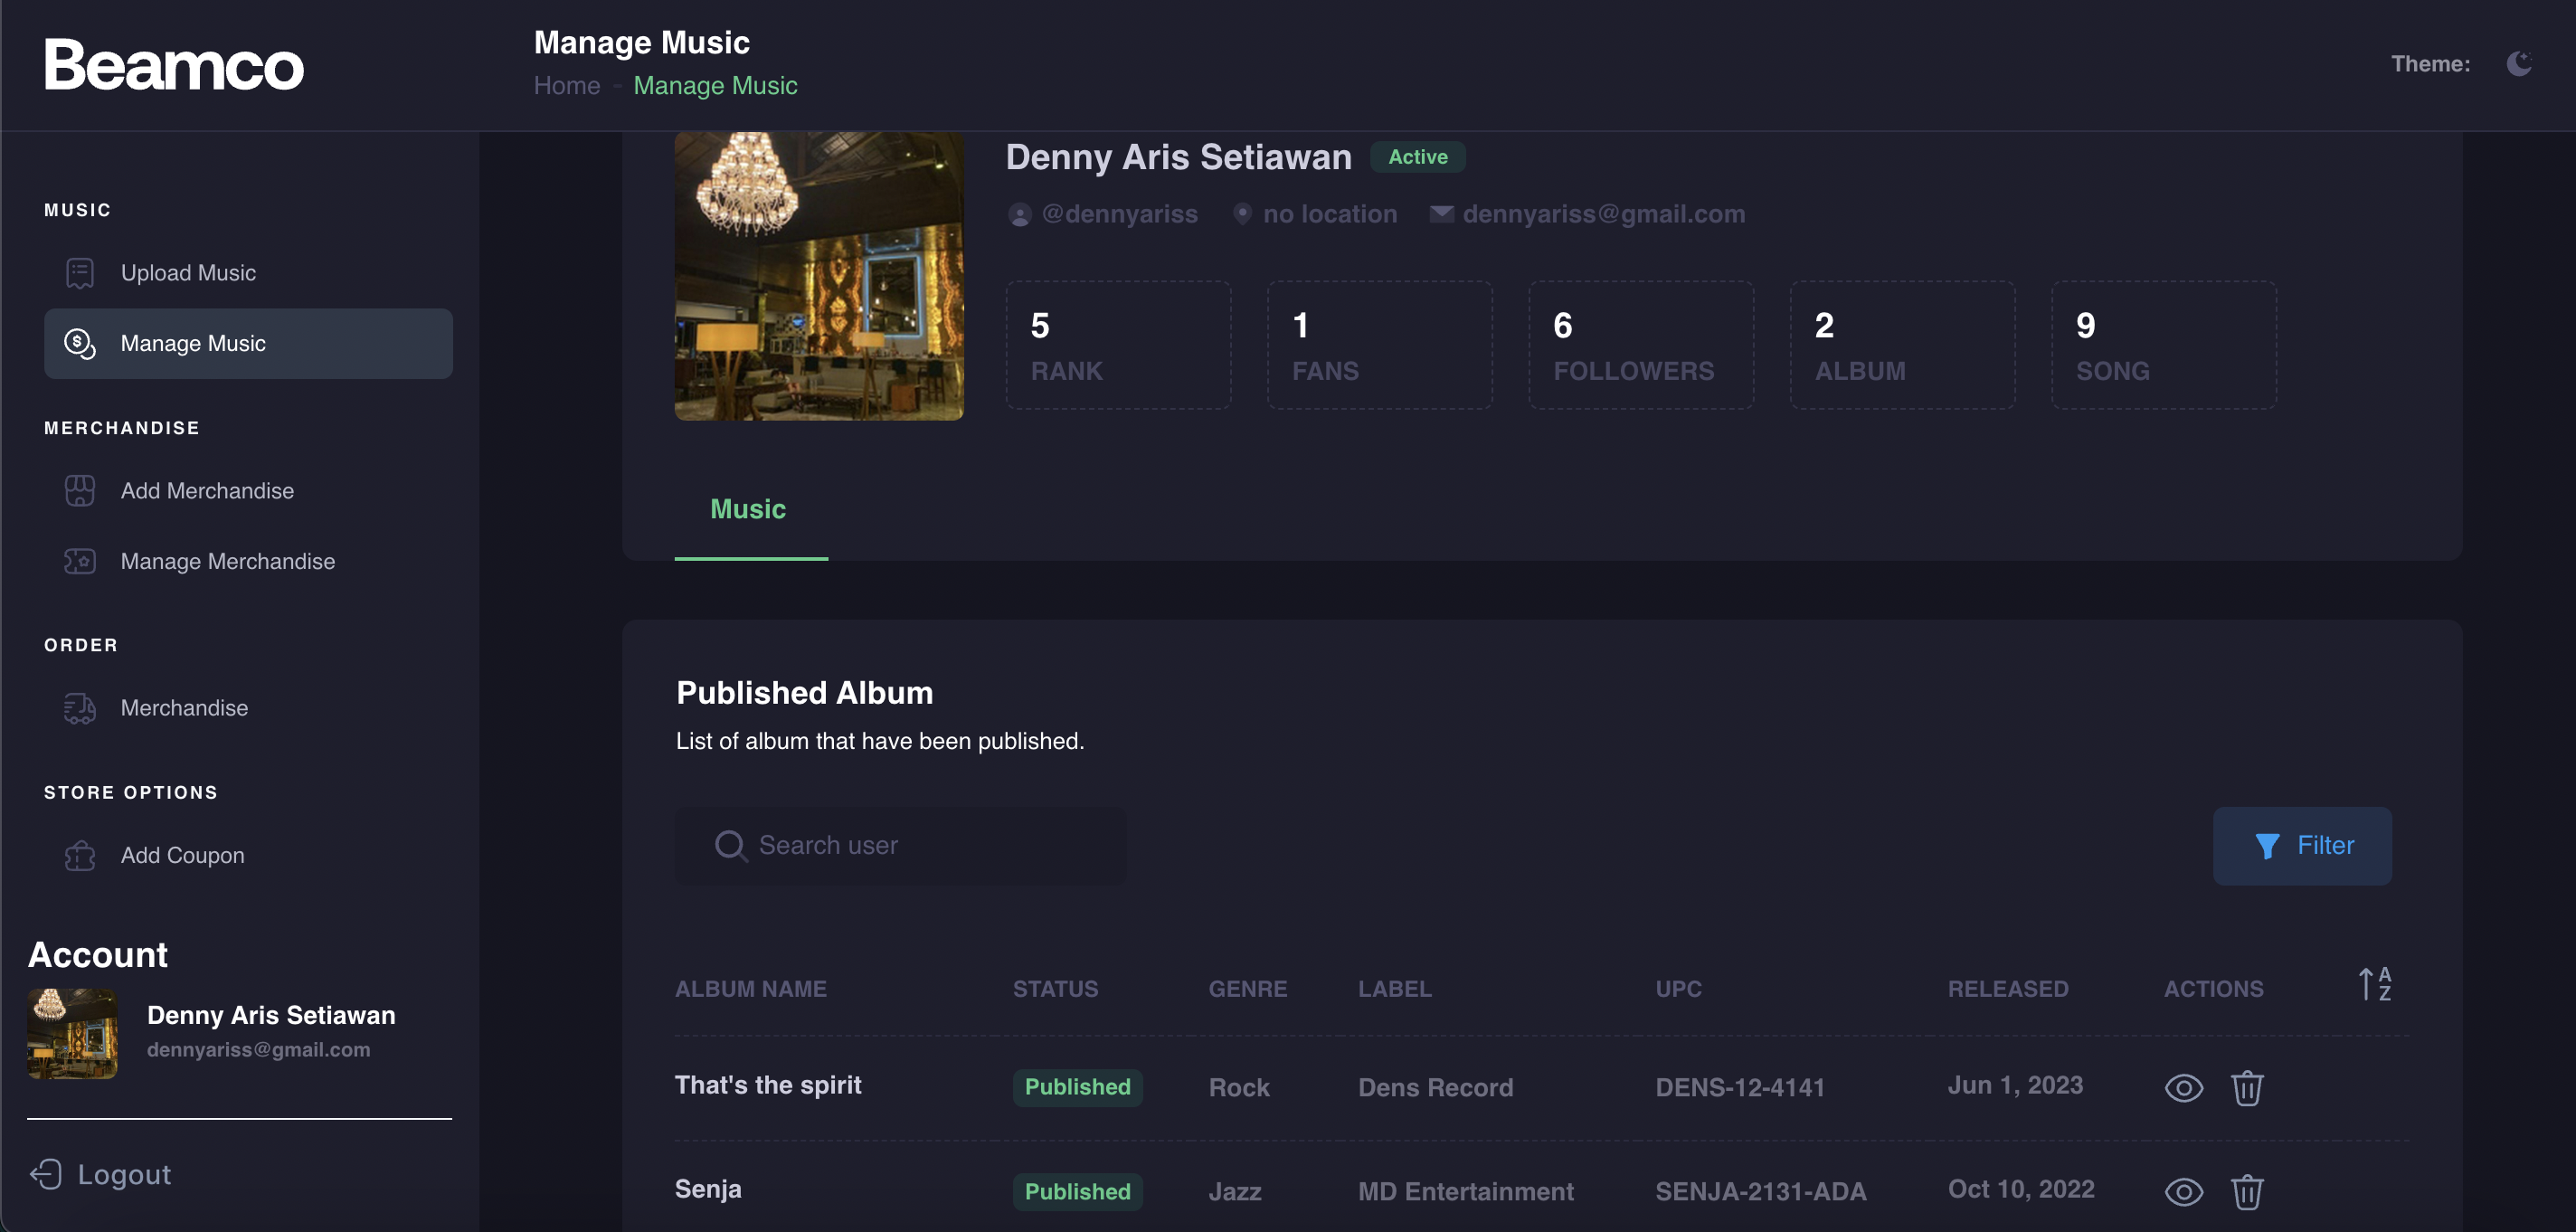 Beamco
Manage Music
Home - Manage Music
Theme:
MUSIC
Upload Music
Manage Music
MERCHANDISE
Add Merchandise
Manage Merchandise
ORDER
Merchandise
STORE OPTIONS
Add Coupon
Account
Denny Aris Setiawan
dennyariss@gmail.com
Logout
Denny Aris Setiawan Active
@dennyariss no location dennyariss@gmail.com
5 1 6 2 9
RANK FANS FOLLOWERS ALBUM SONG
Music
Published Album
List of album that have been published.
Search user
Filter
ALBUM NAME STATUS GENRE LABEL UPC RELEASED ACTIONS AZ
That's the spirit Published Rock Dens Record DENS-12-4141 Jun 1, 2023
Senja Published Jazz MD Entertainment SENJA-2131-ADA Oct 10, 2022